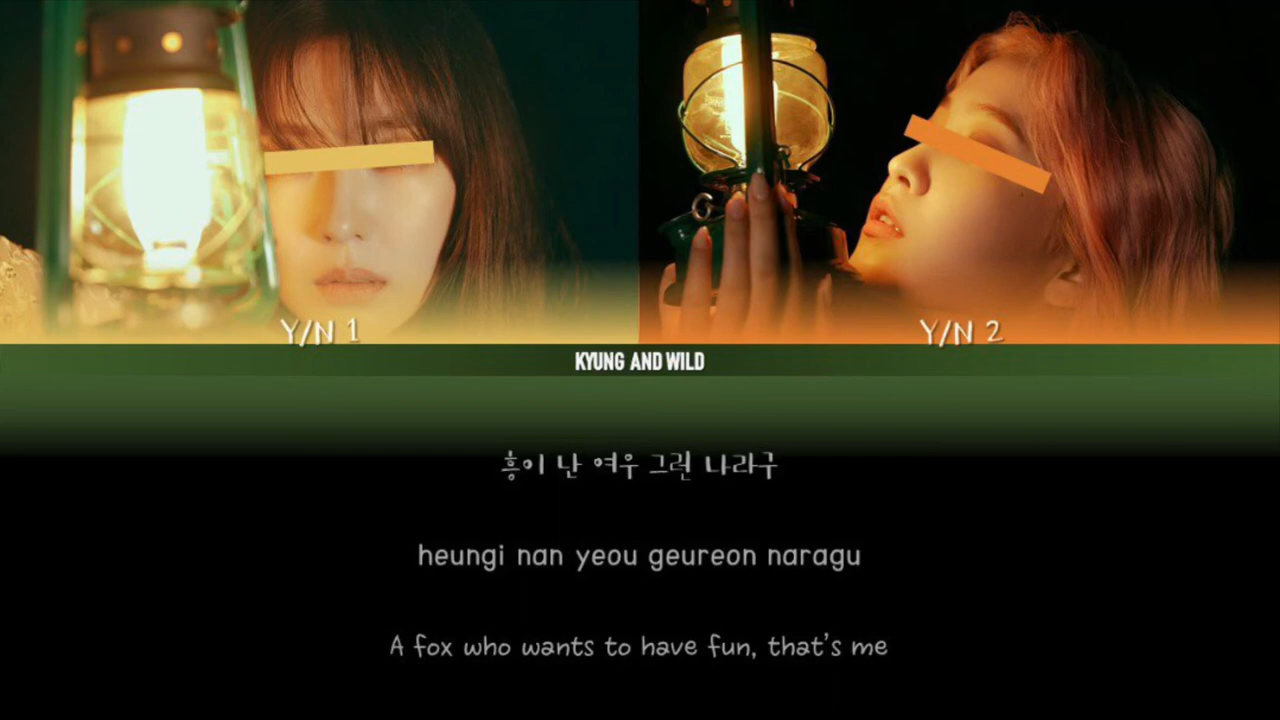 Y/N 1
Y/N 2
KYUNG AND WILD
흥이 난 여우 그런 나라구
heungi nan yeou geureon naragu
A fox who wants to have fun, that's me